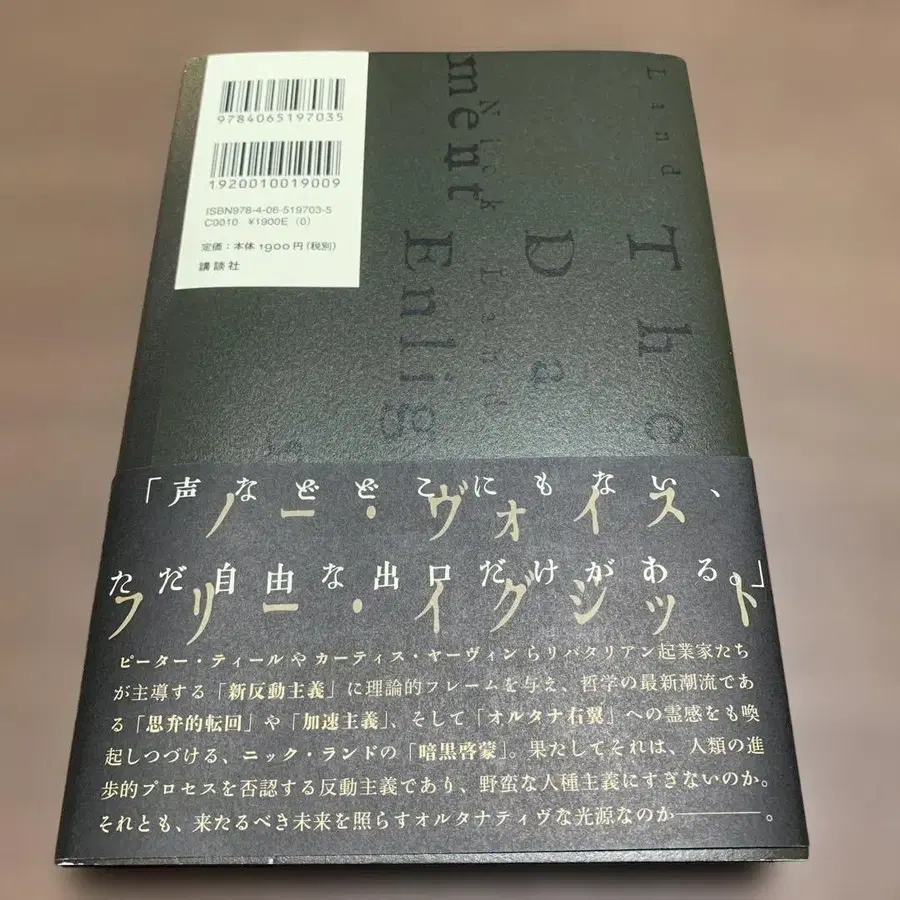 9784065197035
1920010019009
ISBN978-4-06-519703-5
C0010 ¥1900E (0)
定価:本体1900円(税別)
講談社
Land
The
Da
Nick Land
ment
Enlig
「声などどこにもない、
ノー・ヴォイス
ただ自由な出口だけがある。」
フリー・イグジット
ピーター・ティールやカーティス・ヤーヴィンらリバタリアン起業家たち
が主導する「新反動主義」に理論的フレームを与え、哲学の最新潮流であ
る「思弁的転回」や「加速主義」、そして「オルタナ右翼」への霊感をも喚
起しつづける、ニック・ランドの「暗黒啓蒙」。果たしてそれは、人類の進
歩的プロセスを否認する反動主義であり、野蛮な人種主義にすぎないのか。
それとも、来たるべき未来を照らすオルタナティヴな光源なのか———。